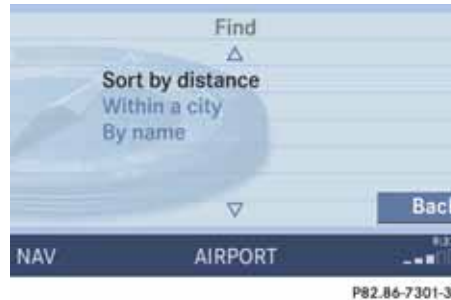 Find
Sort by distance
Within a city
By name
Bac
NAV AIRPORT
P82.86-7301-3